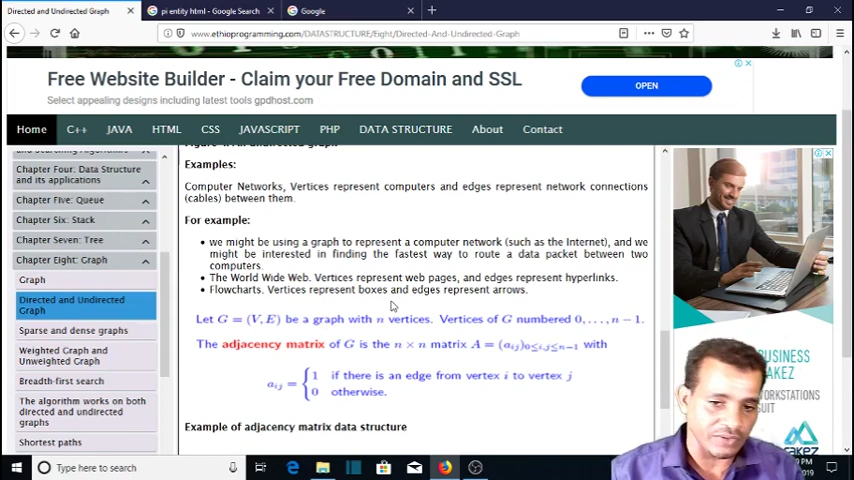 Directed and Undirected Graph
pi entity html - Google Search
Google
www.ethioprogramming.com/DATASTRUCTURE/Eight/Directed-And-Undirected-Graph
Free Website Builder - Claim your Free Domain and SSL
Select appealing designs including latest tools gpdhost.com
OPEN
Home
C++
JAVA
HTML
CSS
JAVASCRIPT
PHP
DATA STRUCTURE
About
Contact
and Searching Algorithms
Chapter Four: Data Structure
and its applications
Chapter Five: Queue
Chapter Six: Stack
Chapter Seven: Tree
Chapter Eight: Graph
Graph
Directed and Undirected
Graph
Sparse and dense graphs
Weighted Graph and
Unweighted Graph
Breadth-first search
The algorithm works on both
directed and undirected
graphs
Shortest paths
Examples:
Computer Networks, Vertices represent computers and edges represent network connections
(cables) between them.
For example:
• we might be using a graph to represent a computer network (such as the Internet), and we
might be interested in finding the fastest way to route a data packet between two
computers.
• The World Wide Web. Vertices represent web pages, and edges represent hyperlinks.
• Flowcharts. Vertices represent boxes and edges represent arrows.
Let G = (V, E) be a graph with n vertices. Vertices of G numbered 0, . . . , n − 1.
The adjacency matrix of G is the n × n matrix A = (aij)0≤i,j≤n−1 with
aij = { 1 if there is an edge from vertex i to vertex j
0 otherwise.
Example of adjacency matrix data structure
BUSINESS
WORKSTATIONS
Type here to search
2019